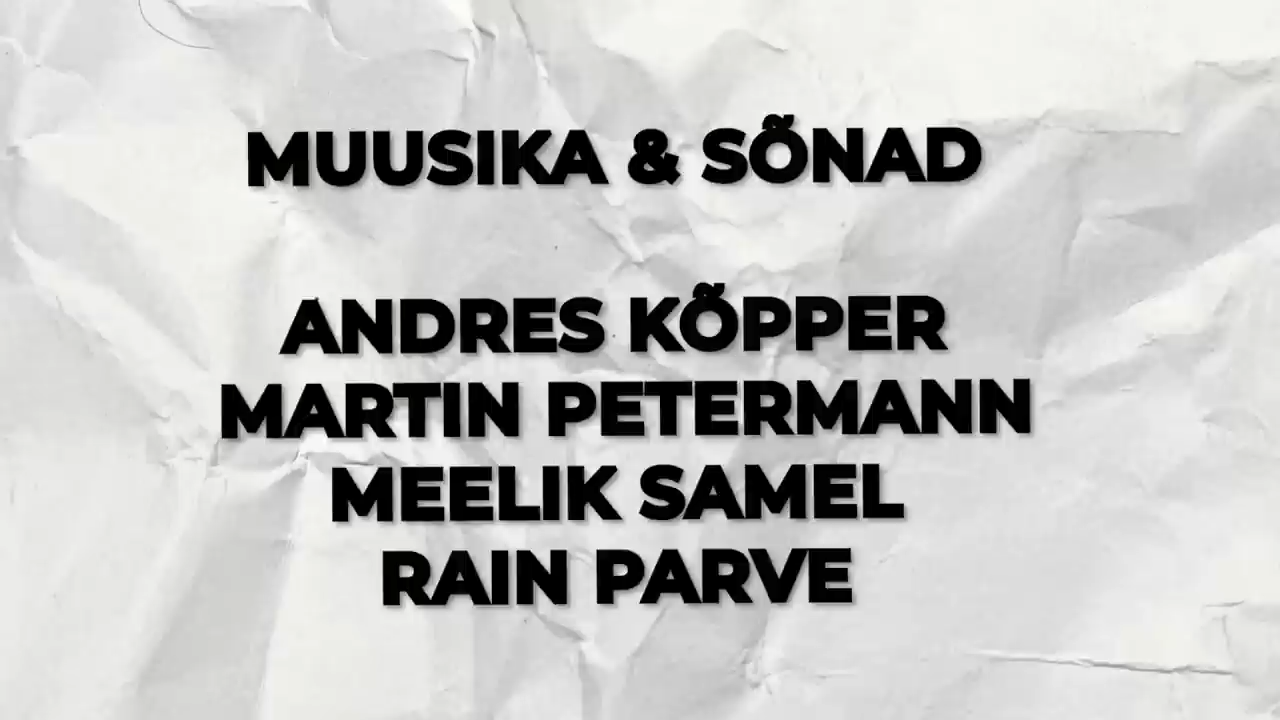 MUUSIKA & SÕNAD
ANDRES KÕPPER
MARTIN PETERMANN
MEELIK SAMEL
RAIN PARVE